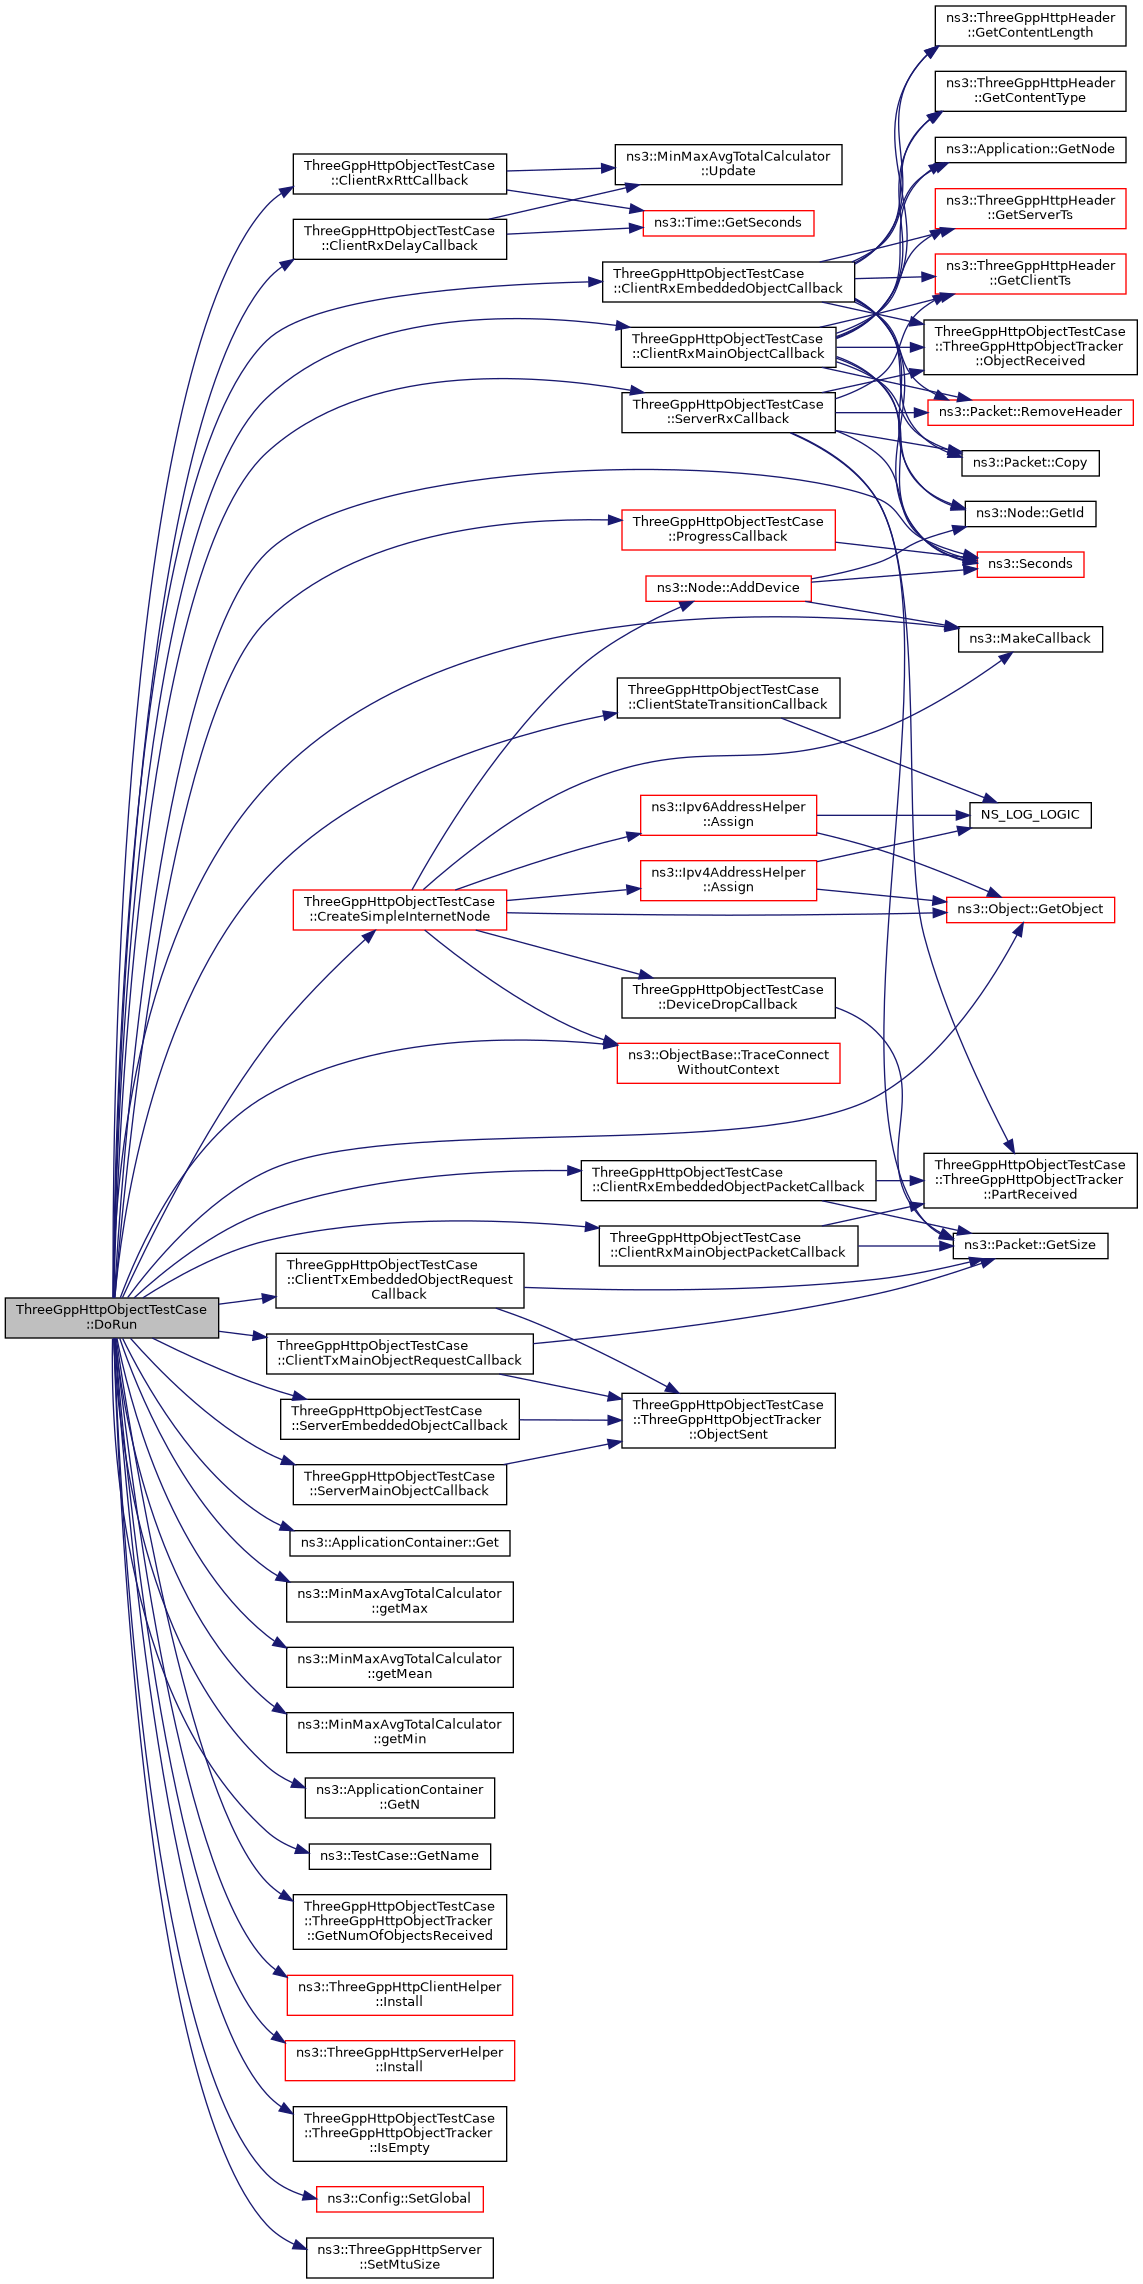 ns3::ThreeGppHttpHeader
::GetContentLength
ns3::ThreeGppHttpHeader
::GetContentType
ns3::Application::GetNode
ThreeGppHttpObjectTestCase
::ClientRxRttCallback
ns3::MinMaxAvgTotalCalculator
::Update
ns3::ThreeGppHttpHeader
::GetServerTs
ns3::Time::GetSeconds
ThreeGppHttpObjectTestCase
::ClientRxDelayCallback
ns3::ThreeGppHttpHeader
::GetClientTs
ThreeGppHttpObjectTestCase
::ClientRxEmbeddedObjectCallback
ThreeGppHttpObjectTestCase
::ThreeGppHttpObjectTracker
::ObjectReceived
ThreeGppHttpObjectTestCase
::ClientRxMainObjectCallback
ns3::Packet::RemoveHeader
ThreeGppHttpObjectTestCase
::ServerRxCallback
ns3::Packet::Copy
ns3::Node::GetId
ThreeGppHttpObjectTestCase
::ProgressCallback
ns3::Seconds
ns3::Node::AddDevice
ns3::MakeCallback
ThreeGppHttpObjectTestCase
::ClientStateTransitionCallback
ns3::Ipv6AddressHelper
::Assign
NS_LOG_LOGIC
ns3::Ipv4AddressHelper
::Assign
ThreeGppHttpObjectTestCase
::CreateSimpleInternetNode
ns3::Object::GetObject
ThreeGppHttpObjectTestCase
::DeviceDropCallback
ns3::ObjectBase::TraceConnect
WithoutContext
ThreeGppHttpObjectTestCase
::ClientRxEmbeddedObjectPacketCallback
ThreeGppHttpObjectTestCase
::ThreeGppHttpObjectTracker
::PartReceived
ThreeGppHttpObjectTestCase
::ClientRxMainObjectPacketCallback
ns3::Packet::GetSize
ThreeGppHttpObjectTestCase
::ClientTxEmbeddedObjectRequest
Callback
ThreeGppHttpObjectTestCase
::DoRun
ThreeGppHttpObjectTestCase
::ClientTxMainObjectRequestCallback
ThreeGppHttpObjectTestCase
::ServerEmbeddedObjectCallback
ThreeGppHttpObjectTestCase
::ThreeGppHttpObjectTracker
::ObjectSent
ThreeGppHttpObjectTestCase
::ServerMainObjectCallback
ns3::ApplicationContainer::Get
ns3::MinMaxAvgTotalCalculator
::getMax
ns3::MinMaxAvgTotalCalculator
::getMean
ns3::MinMaxAvgTotalCalculator
::getMin
ns3::ApplicationContainer
::GetN
ns3::TestCase::GetName
ThreeGppHttpObjectTestCase
::ThreeGppHttpObjectTracker
::GetNumOfObjectsReceived
ns3::ThreeGppHttpClientHelper
::Install
ns3::ThreeGppHttpServerHelper
::Install
ThreeGppHttpObjectTestCase
::ThreeGppHttpObjectTracker
::IsEmpty
ns3::Config::SetGlobal
ns3::ThreeGppHttpServer
::SetMtuSize